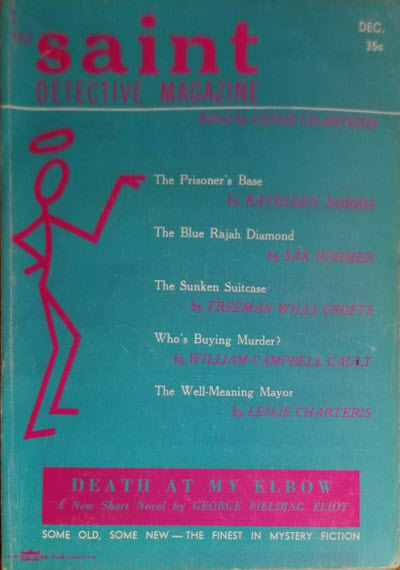 THE
saint
DEC.
35c
DETECTIVE MAGAZINE
Edited by LESLIE CHARTERIS
The Prisoner's Base
by KATHLEEN NORRIS
The Blue Rajah Diamond
by SAX ROHMER
The Sunken Suitcase
by FREEMAN WILLS CROFTS
Who's Buying Murder?
by WILLIAM CAMPBELL GAULT
The Well-Meaning Mayor
by LESLIE CHARTERIS
DEATH AT MY ELBOW
A New Short Novel by GEORGE FIELDING ELIOT
SOME OLD, SOME NEW—THE FINEST IN MYSTERY FICTION
PUBLICATION